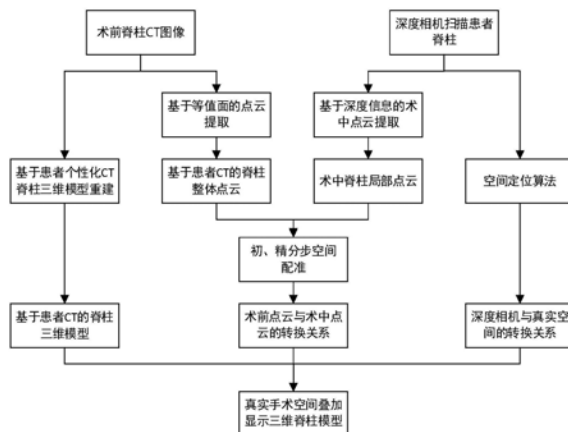 术前脊柱CT图像
深度相机扫描患者
脊柱
基于等值面的点云
提取
基于深度信息的术
中点云提取
基于患者个性化CT
脊柱三维模型重建
基于患者CT的脊柱
整体点云
术中脊柱局部点云
空间定位算法
初、精分步空间
配准
基于患者CT的脊柱
三维模型
术前点云与术中点
云的转换关系
深度相机与真实空
间的转换关系
真实手术空间叠加
显示三维脊柱模型